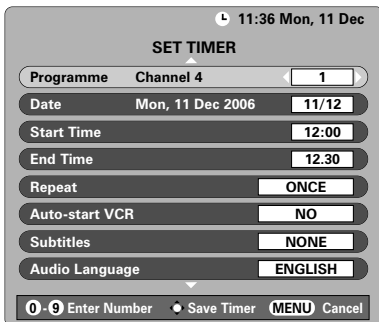 11:36 Mon, 11 Dec
SET TIMER
Programme Channel 4 1
Date Mon, 11 Dec 2006 11/12
Start Time 12:00
End Time 12.30
Repeat ONCE
Auto-start VCR NO
Subtitles NONE
Audio Language ENGLISH
0 - 9 Enter Number Save Timer MENU Cancel